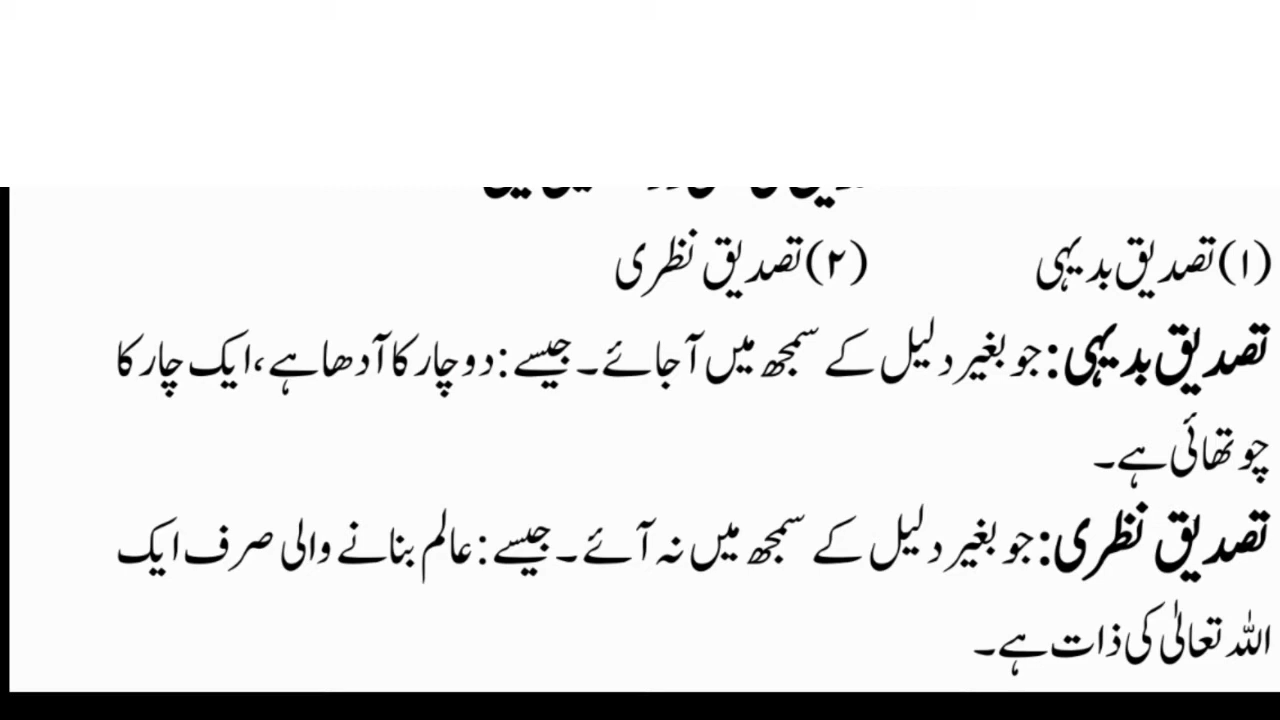 (۱) تصدیق بدیہی (۲) تصدیق نظری
تصدیق بدیہی: جو بغیر دلیل کے سمجھ میں آجائے۔ جیسے: دو چار کا آدھا ہے، ایک چار کا
چوتھائی ہے۔
تصدیق نظری: جو بغیر دلیل کے سمجھ میں نہ آئے۔ جیسے: عالم بنانے والی صرف ایک
اللہ تعالیٰ کی ذات ہے۔